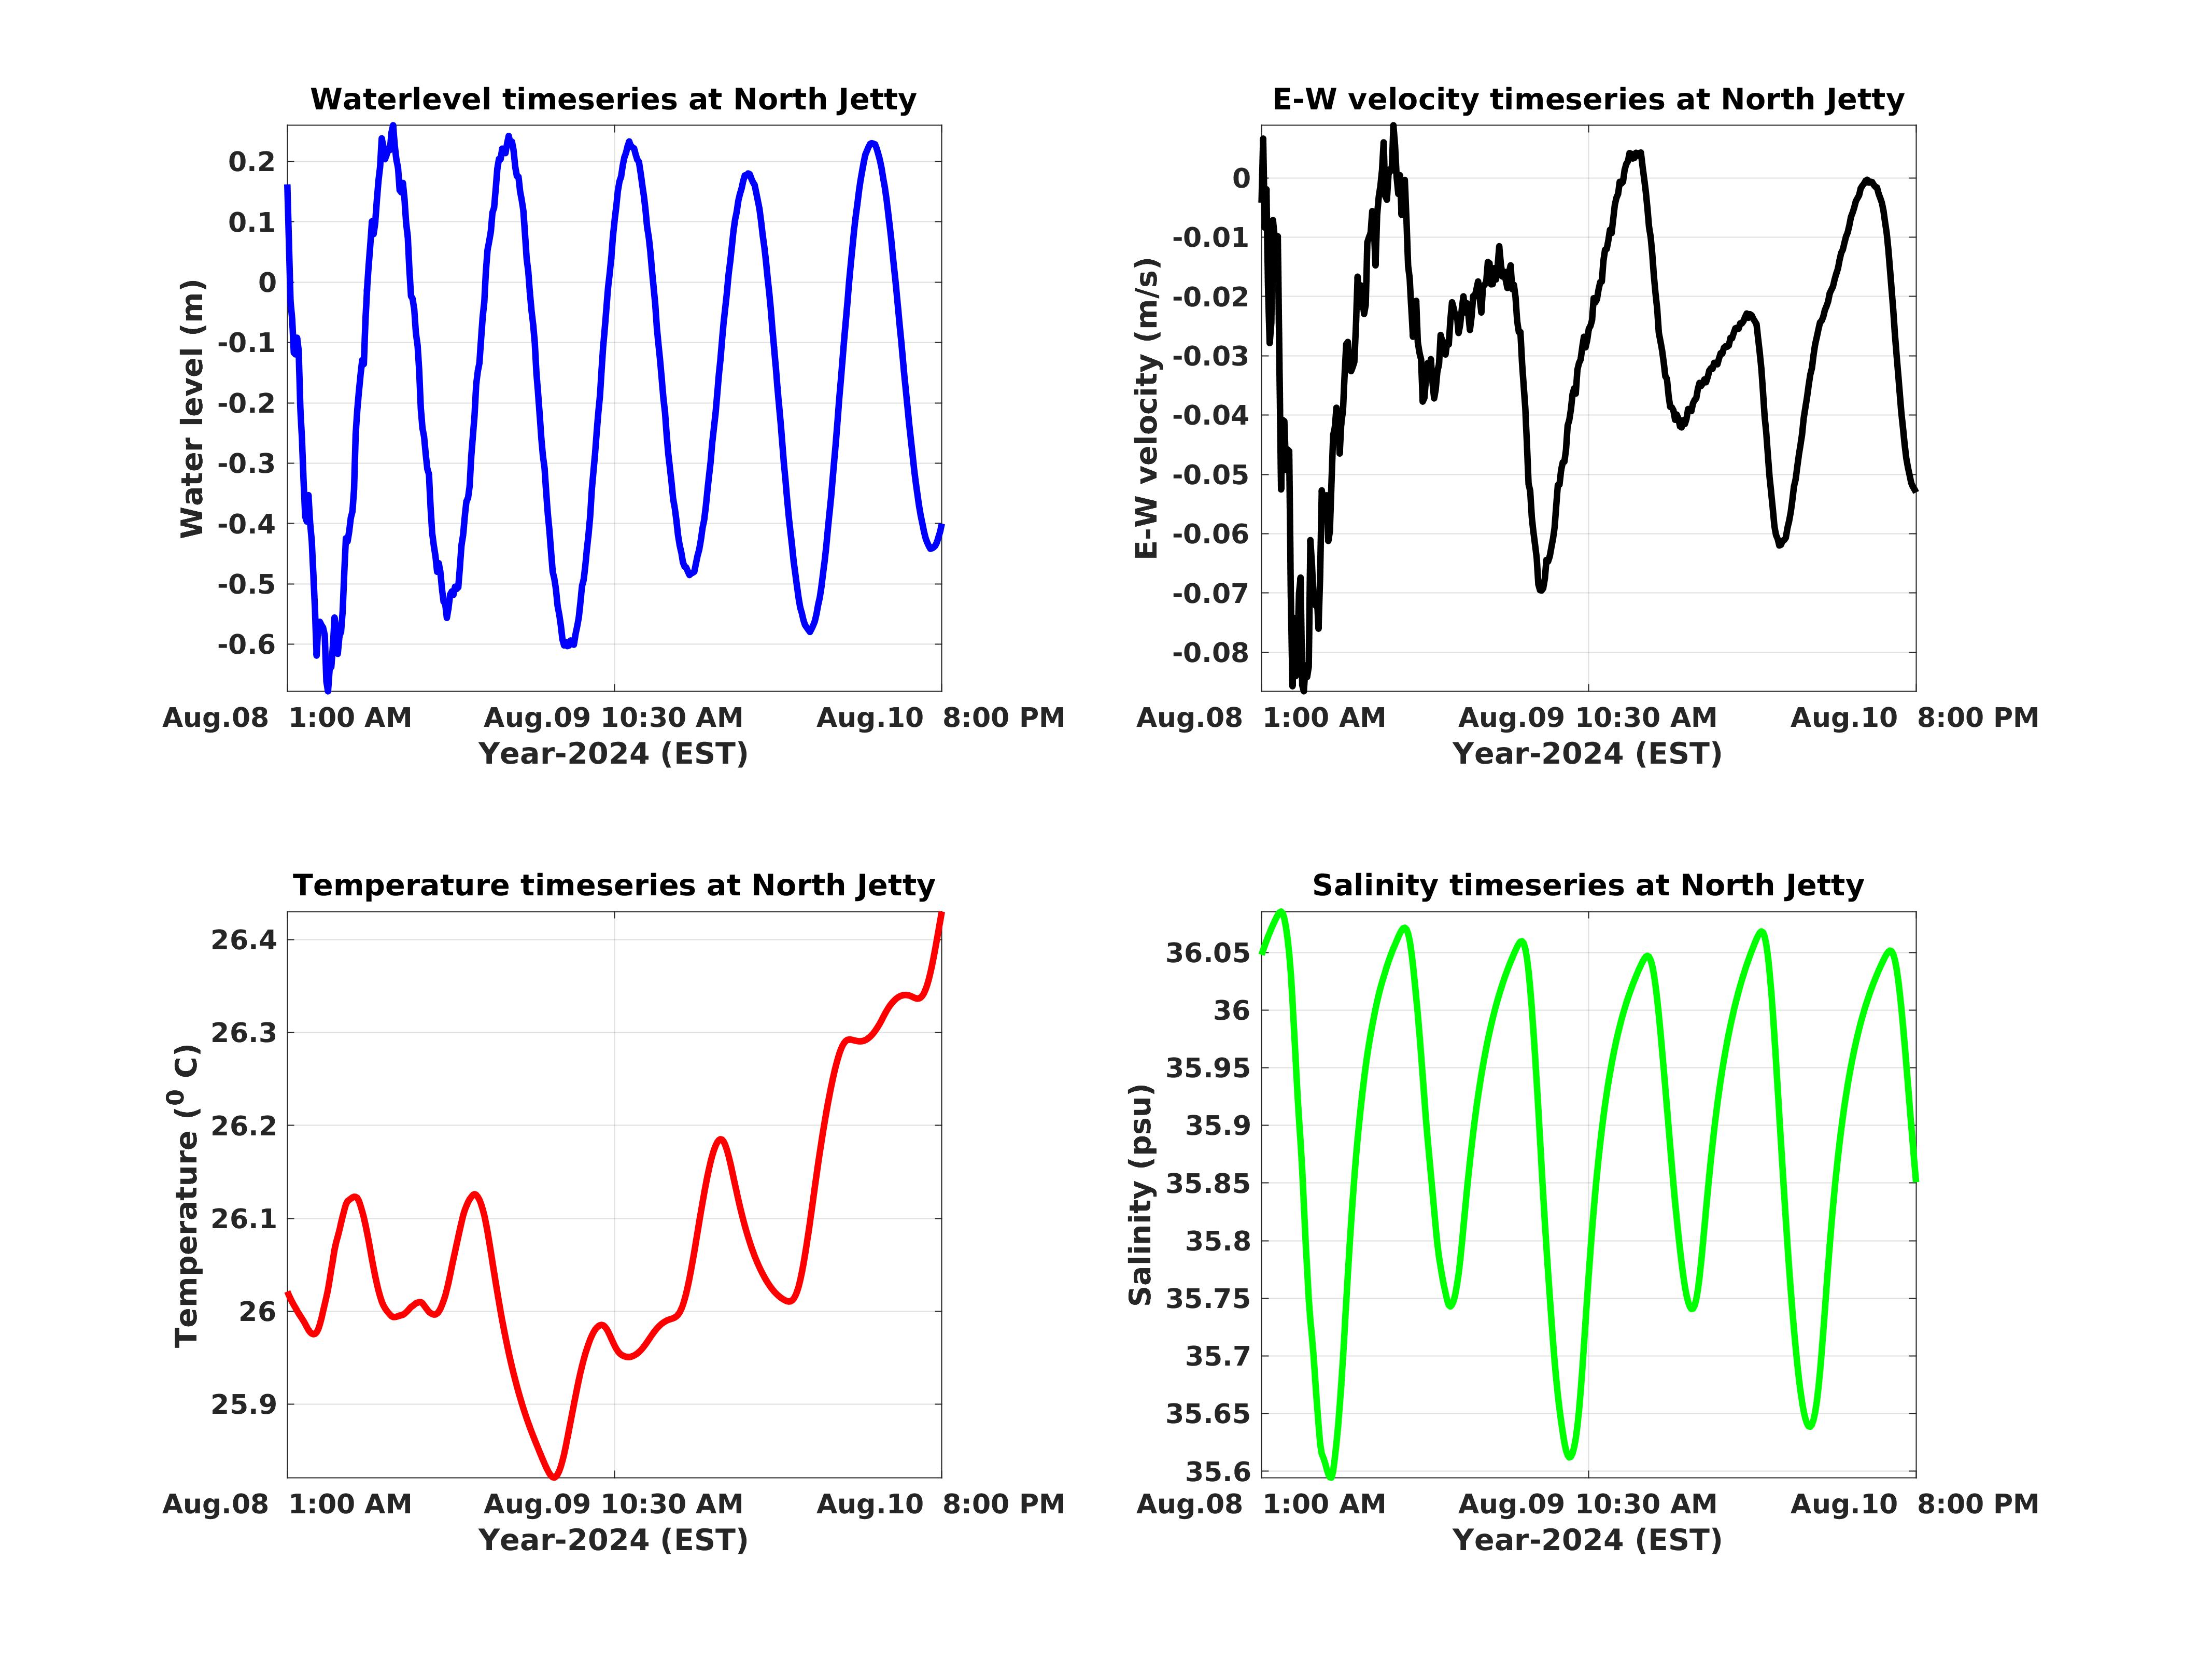 Waterlevel timeseries at North Jetty
Water level (m)
0.2
0.1
0
-0.1
-0.2
-0.3
-0.4
-0.5
-0.6
Aug.08 1:00 AM Aug.09 10:30 AM Aug.10 8:00 PM
Year-2024 (EST)
E-W velocity timeseries at North Jetty
E-W velocity (m/s)
0
-0.01
-0.02
-0.03
-0.04
-0.05
-0.06
-0.07
-0.08
Aug.08 1:00 AM Aug.09 10:30 AM Aug.10 8:00 PM
Year-2024 (EST)
Temperature timeseries at North Jetty
Temperature (⁰ C)
26.4
26.3
26.2
26.1
26
25.9
Aug.08 1:00 AM Aug.09 10:30 AM Aug.10 8:00 PM
Year-2024 (EST)
Salinity timeseries at North Jetty
Salinity (psu)
36.05
36
35.95
35.9
35.85
35.8
35.75
35.7
35.65
35.6
Aug.08 1:00 AM Aug.09 10:30 AM Aug.10 8:00 PM
Year-2024 (EST)